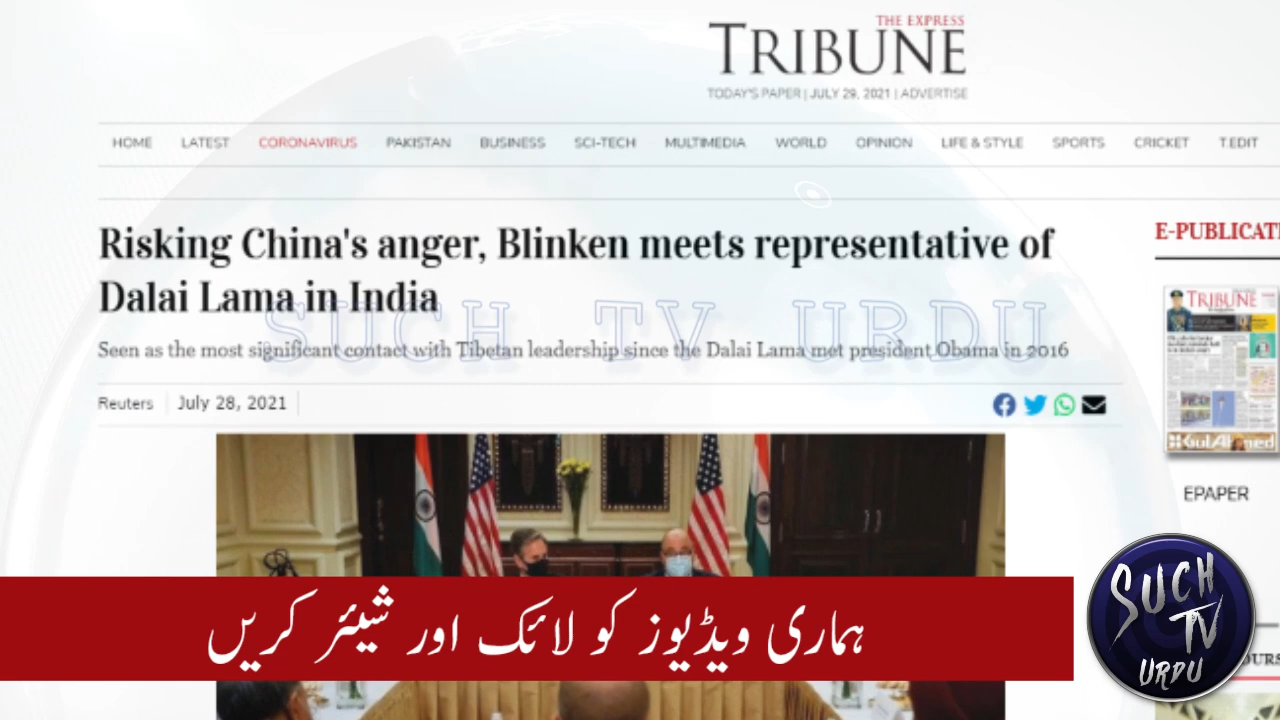 THE EXPRESS
TRIBUNE
TODAY'S PAPER | JULY 29, 2021 | ADVERTISE
HOME LATEST CORONAVIRUS PAKISTAN BUSINESS SCI-TECH MULTIMEDIA WORLD OPINION LIFE & STYLE SPORTS CRICKET T.EDIT
Risking China's anger, Blinken meets representative of
Dalai Lama in India
SUCH TV URDU
Seen as the most significant contact with Tibetan leadership since the Dalai Lama met president Obama in 2016
Reuters July 28, 2021
E-PUBLICATI
TRIBUNE
GulAhmed
EPAPER
ہماری ویڈیوز کو لائک اور شیئر کریں
SUCH
TV
URDU
OURS